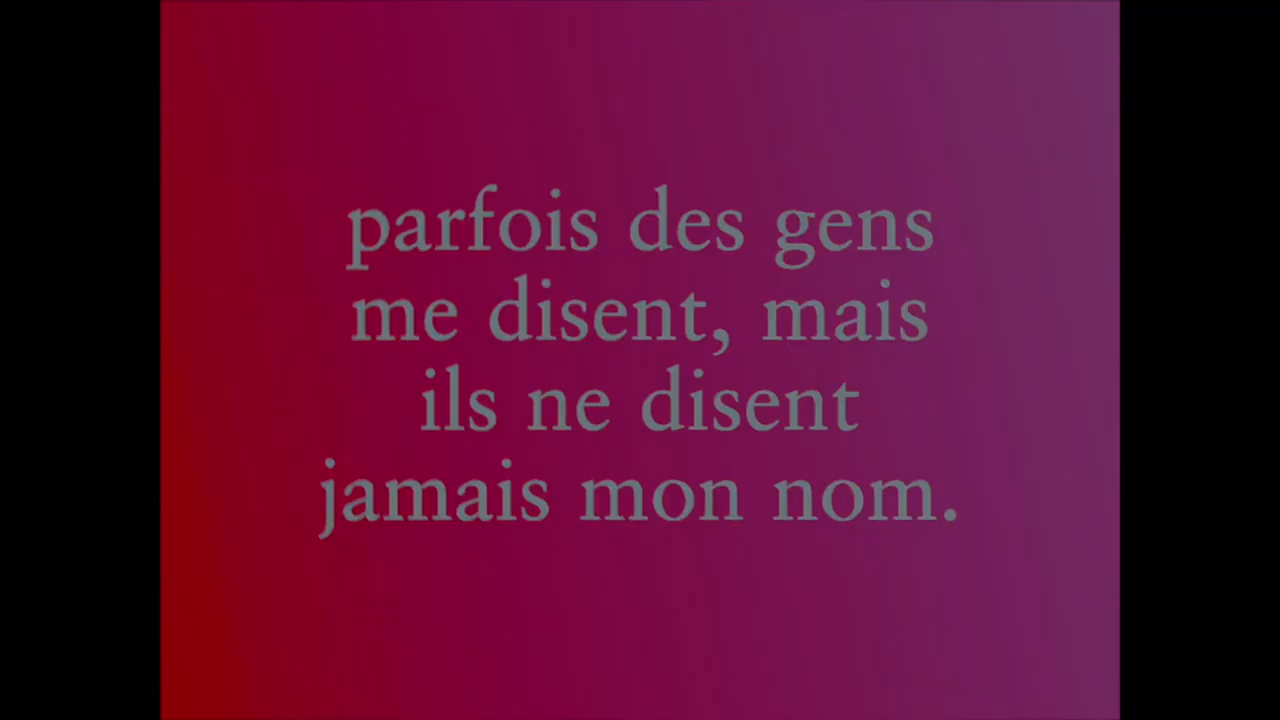 parfois des gens
me disent, mais
ils ne disent
jamais mon nom.